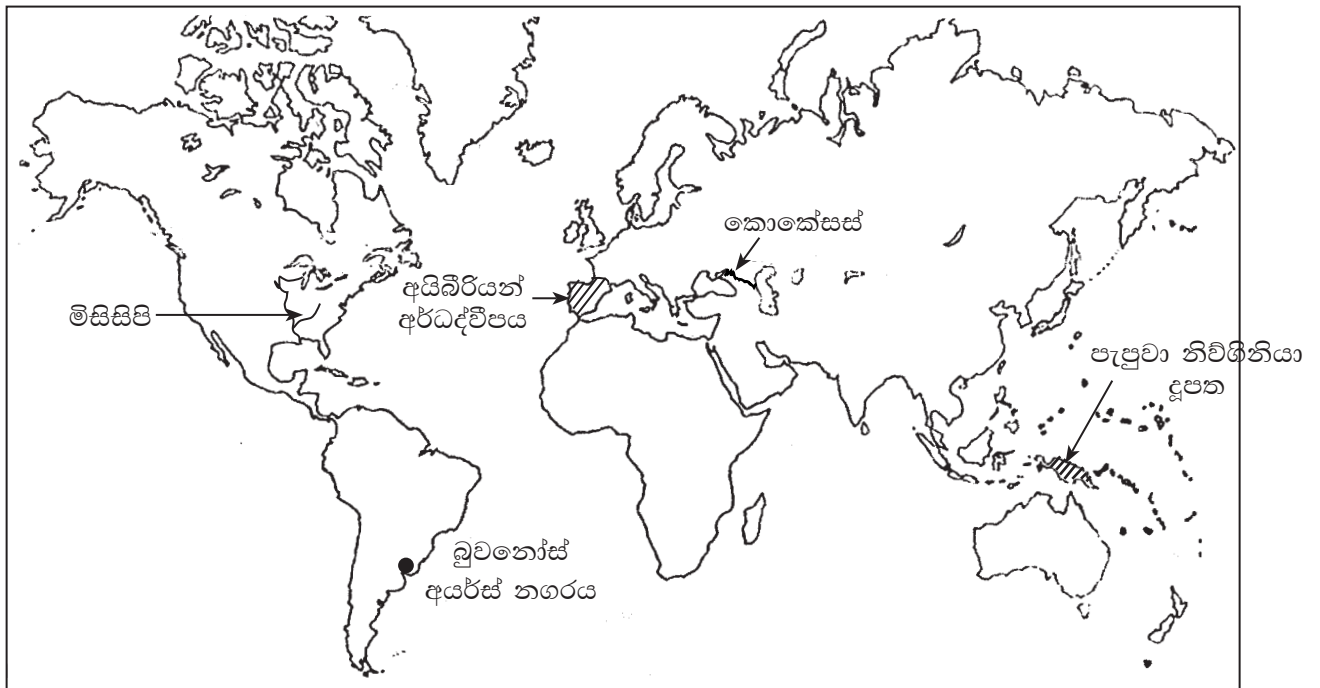 කොකේසස්
අයිබීරියන්
අර්ධද්වීපය
මිසිසිපි
පැපුවා නිව්ගිනියා
දූපත
බුවනෝස්
අයර්ස් නගරය